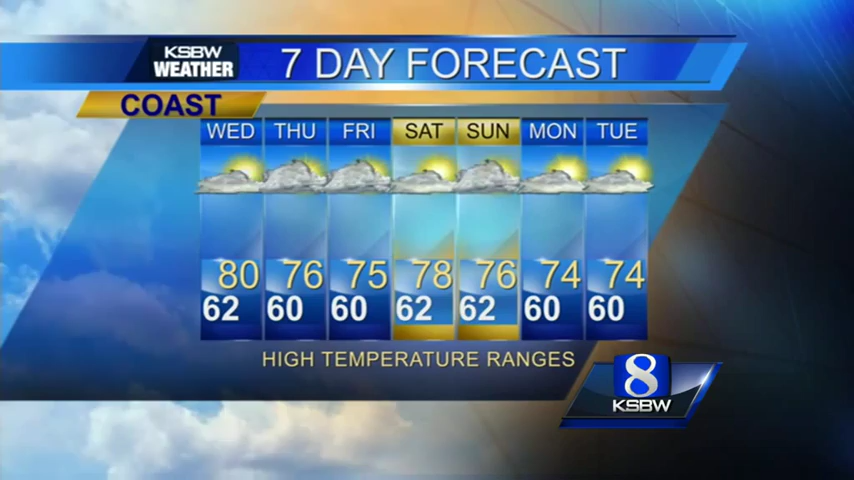 KSBW
WEATHER
7 DAY FORECAST
COAST
WED THU FRI SAT SUN MON TUE
80 76 75 78 76 74 74
62 60 60 62 62 60 60
HIGH TEMPERATURE RANGES
8
KSBW